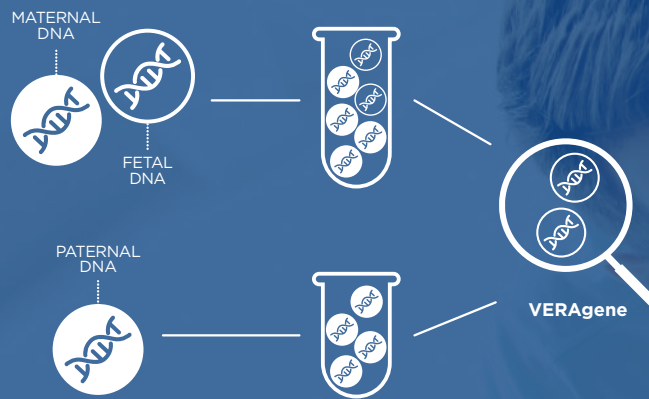 MATERNAL
DNA
FETAL
DNA
PATERNAL
DNA
VERAgene